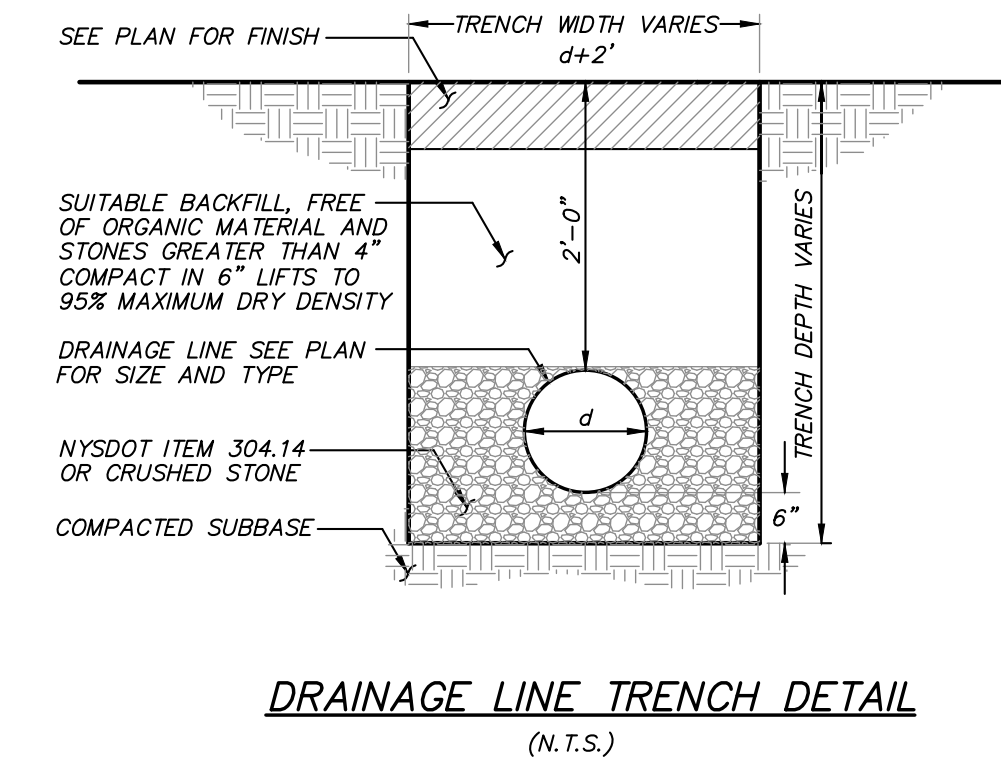 TRENCH WIDTH VARIES
d+2'
SEE PLAN FOR FINISH
SUITABLE BACKFILL, FREE
OF ORGANIC MATERIAL AND
STONES GREATER THAN 4"
COMPACT IN 6" LIFTS TO
95% MAXIMUM DRY DENSITY
2'-0"
TRENCH DEPTH VARIES
DRAINAGE LINE SEE PLAN
FOR SIZE AND TYPE
d
NYSDOT ITEM 304.14
OR CRUSHED STONE
6"
COMPACTED SUBBASE
DRAINAGE LINE TRENCH DETAIL
(N.T.S.)